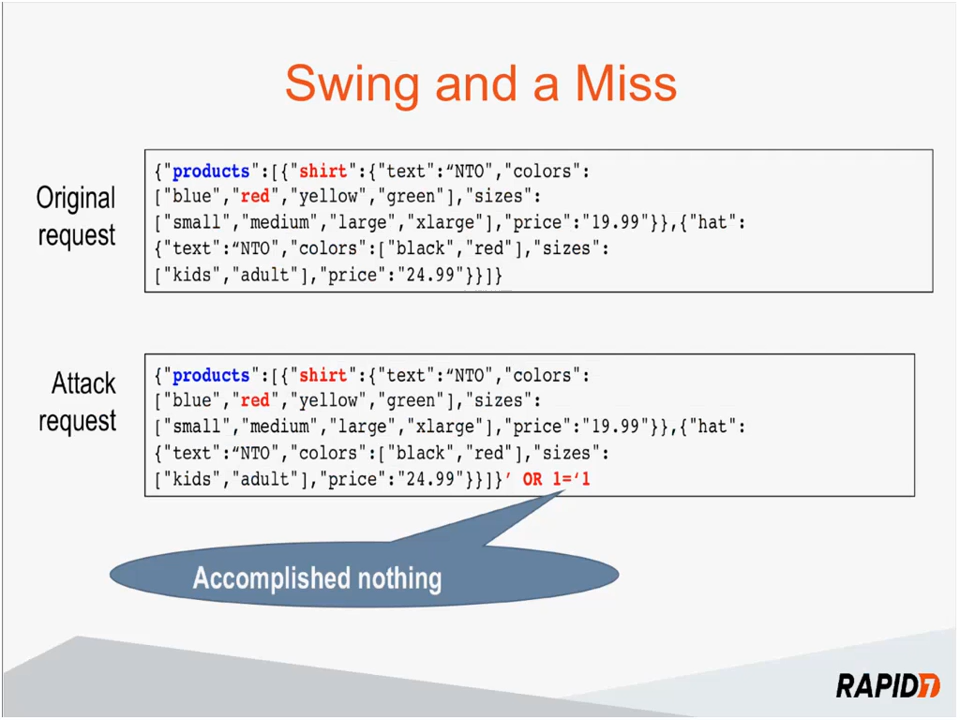 Swing and a Miss
Original
request
{"products":[{"shirt":{"text":“NTO","colors":
["blue","red","yellow","green"],"sizes":
["small","medium","large","xlarge"],"price":"19.99"}},{"hat":
{"text":“NTO","colors":["black","red"],"sizes":
["kids","adult"],"price":"24.99"}}]}
Attack
request
{"products":[{"shirt":{"text":“NTO","colors":
["blue","red","yellow","green"],"sizes":
["small","medium","large","xlarge"],"price":"19.99"}},{"hat":
{"text":“NTO","colors":["black","red"],"sizes":
["kids","adult"],"price":"24.99"}}]}’ OR 1=‘1
Accomplished nothing
RAPID7